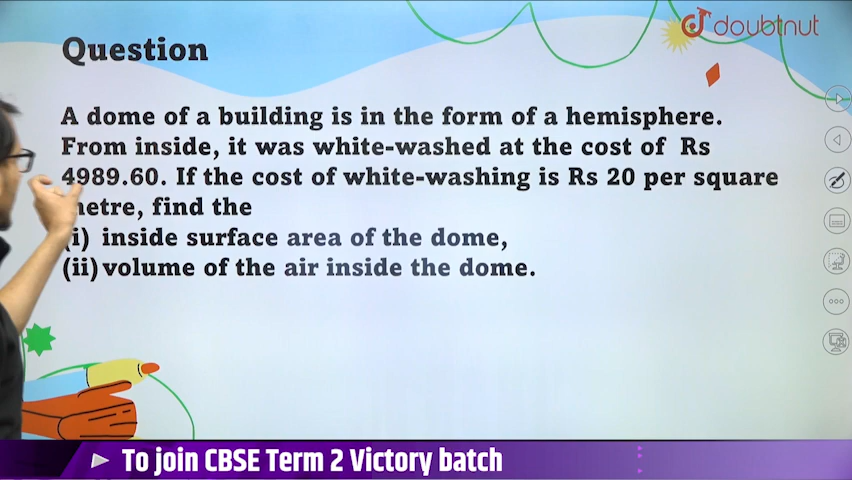 doubtnut
Question
A dome of a building is in the form of a hemisphere.
From inside, it was white-washed at the cost of Rs
4989.60. If the cost of white-washing is Rs 20 per square
metre, find the
(i) inside surface area of the dome,
(ii) volume of the air inside the dome.
To join CBSE Term 2 Victory batch